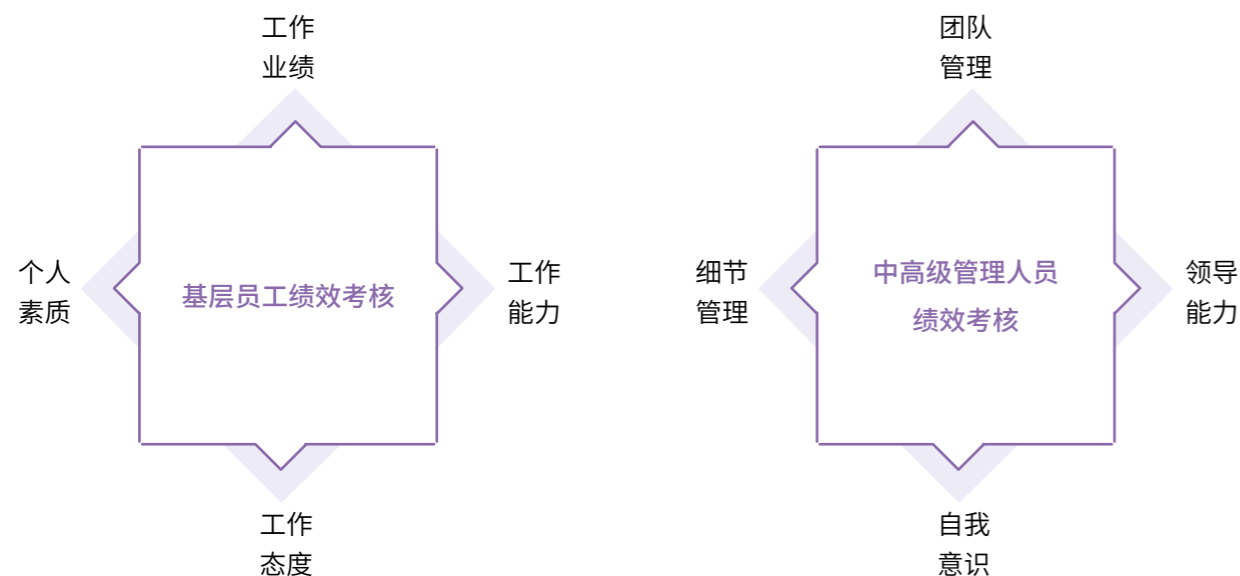 工作
业绩
个人
素质
基层员工绩效考核
工作
能力
工作
态度
团队
管理
细节
管理
中高级管理人员
绩效考核
领导
能力
自我
意识